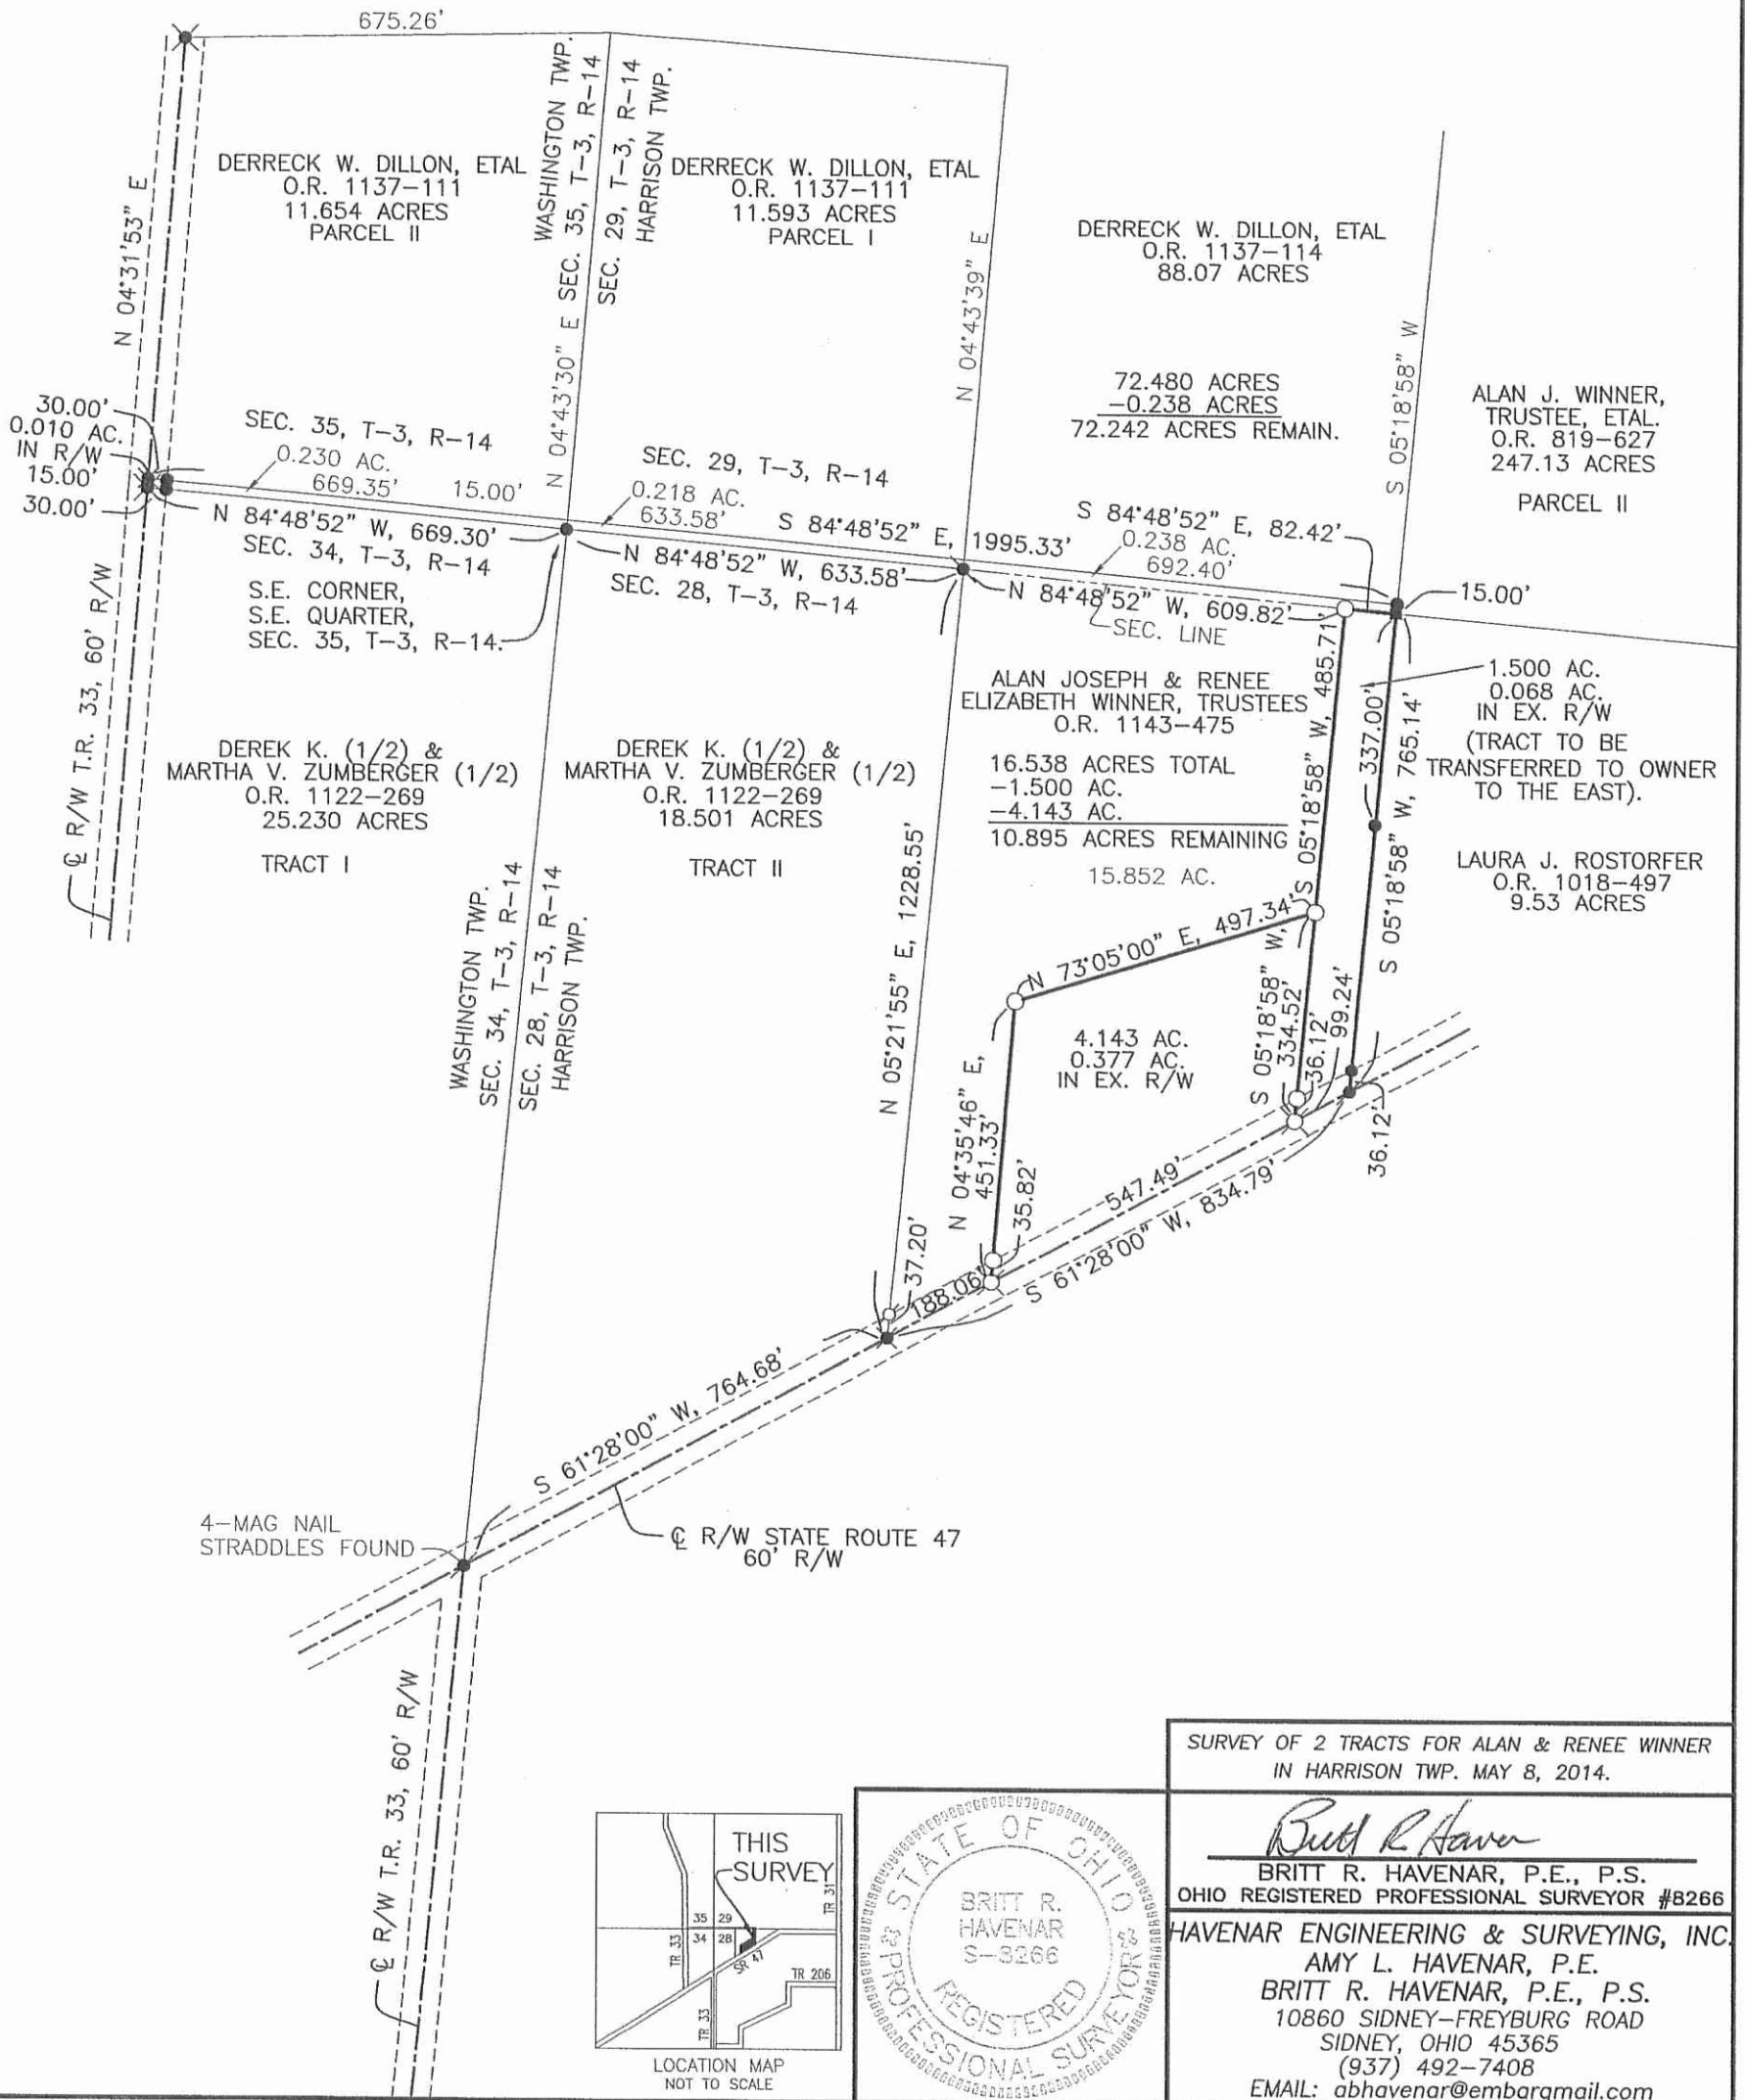 675.26'
N 04°31'53" E
DERRECK W. DILLON, ETAL
O.R. 1137-111
11.654 ACRES
PARCEL II
WASHINGTON TWP.
SEC. 35, T-3, R-14
SEC. 29, T-3, R-14
HARRISON TWP.
N 04°43'30" E
DERRECK W. DILLON, ETAL
O.R. 1137-111
11.593 ACRES
PARCEL I
N 04°43'39" E
DERRECK W. DILLON, ETAL
O.R. 1137-114
88.07 ACRES
72.480 ACRES
-0.238 ACRES
72.242 ACRES REMAIN.
S 05°18'58" W
ALAN J. WINNER,
TRUSTEE, ETAL.
O.R. 819-627
247.13 ACRES
PARCEL II
30.00'
0.010 AC.
IN R/W
15.00'
30.00'
SEC. 35, T-3, R-14
0.230 AC.
669.35'
15.00'
N 84°48'52" W, 669.30'
SEC. 34, T-3, R-14
S.E. CORNER,
S.E. QUARTER,
SEC. 35, T-3, R-14.
SEC. 29, T-3, R-14
0.218 AC.
633.58'
S 84°48'52" E, 1995.33'
N 84°48'52" W, 633.58'
SEC. 28, T-3, R-14
S 84°48'52" E, 82.42'
0.238 AC.
692.40'
15.00'
N 84°48'52" W, 609.82'
SEC. LINE
℄ R/W T.R. 33, 60' R/W
DEREK K. (1/2) &
MARTHA V. ZUMBERGER (1/2)
O.R. 1122-269
25.230 ACRES
TRACT I
DEREK K. (1/2) &
MARTHA V. ZUMBERGER (1/2)
O.R. 1122-269
18.501 ACRES
TRACT II
WASHINGTON TWP.
SEC. 34, T-3, R-14
SEC. 28, T-3, R-14
HARRISON TWP.
N 05°21'55" E, 1228.55'
ALAN JOSEPH & RENEE
ELIZABETH WINNER, TRUSTEES
O.R. 1143-475
16.538 ACRES TOTAL
-1.500 AC.
-4.143 AC.
10.895 ACRES REMAINING
15.852 AC.
S 05°18'58" W, 485.71'
337.00'
S 05°18'58" W, 765.14'
1.500 AC.
0.068 AC.
IN EX. R/W
(TRACT TO BE
TRANSFERRED TO OWNER
TO THE EAST).
LAURA J. ROSTORFER
O.R. 1018-497
9.53 ACRES
S 05°18'58" W
N 73°05'00" E, 497.34'
4.143 AC.
0.377 AC.
IN EX. R/W
S 05°18'58" W,
334.52'
36.12'
99.24'
36.12'
N 04°35'46" E,
451.33'
35.82'
547.49'
S 61°28'00" W, 834.79'
37.20'
188.06'
S 61°28'00" W, 764.68'
4-MAG NAIL
STRADDLES FOUND
℄ R/W STATE ROUTE 47
60' R/W
℄ R/W T.R. 33, 60' R/W
THIS
SURVEY
35 29
34 28
TR 33
TR 31
SR 47
TR 206
TR 33
LOCATION MAP
NOT TO SCALE
STATE OF OHIO
BRITT R.
HAVENAR
S-8266
REGISTERED
& PROFESSIONAL SURVEYOR &
SURVEY OF 2 TRACTS FOR ALAN & RENEE WINNER
IN HARRISON TWP. MAY 8, 2014.
BRITT R. HAVENAR, P.E., P.S.
OHIO REGISTERED PROFESSIONAL SURVEYOR #8266
HAVENAR ENGINEERING & SURVEYING, INC.
AMY L. HAVENAR, P.E.
BRITT R. HAVENAR, P.E., P.S.
10860 SIDNEY-FREYBURG ROAD
SIDNEY, OHIO 45365
(937) 492-7408
EMAIL: abhavenar@embarqmail.com